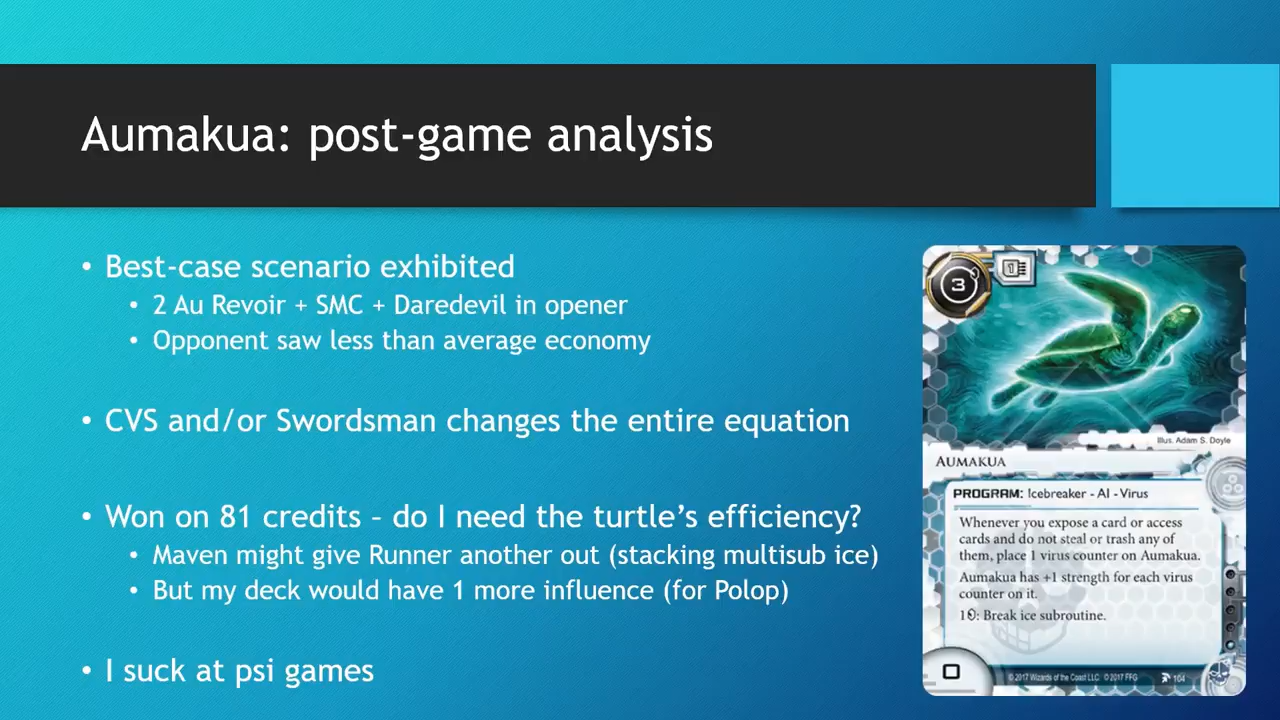 Aumakua: post-game analysis
• Best-case scenario exhibited
• 2 Au Revoir + SMC + Daredevil in opener
• Opponent saw less than average economy
• CVS and/or Swordsman changes the entire equation
• Won on 81 credits – do I need the turtle's efficiency?
• Maven might give Runner another out (stacking multisub ice)
• But my deck would have 1 more influence (for Polop)
• I suck at psi games
3
Illus. Adam S. Doyle
AUMAKUA
PROGRAM: Icebreaker - AI - Virus
Whenever you expose a card or access
cards and do not steal or trash any of
them, place 1 virus counter on Aumakua.
Aumakua has +1 strength for each virus
counter on it.
1: Break ice subroutine.
0
© 2017 Wizards of the Coast LLC. © 2017 FFG
104